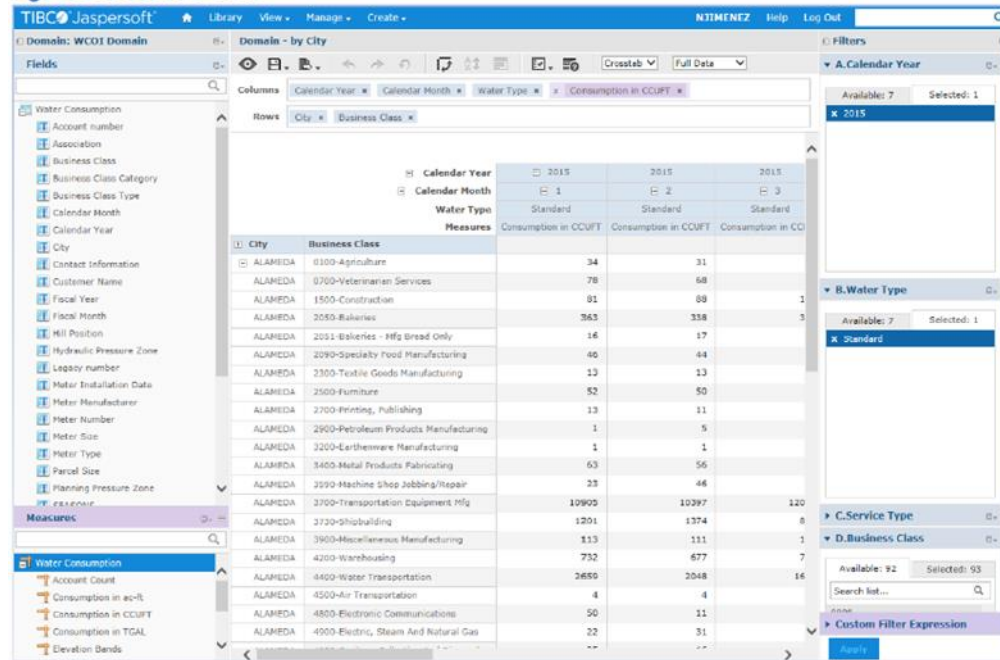 TIBCO Jaspersoft Library View Manage Create NJIMENEZ Help Log Out
Domain: WCOI Domain
Fields
Water Consumption
Account number
Association
Business Class
Business Class Category
Business Class Type
Calendar Month
Calendar Year
City
Contact Information
Customer Name
Fiscal Year
Fiscal Month
Hill Position
Hydraulic Pressure Zone
Legacy number
Meter Installation Date
Meter Manufacturer
Meter Number
Meter Size
Meter Type
Parcel Size
Planning Pressure Zone
Measures
Water Consumption
Account Count
Consumption in ac-ft
Consumption in CCUFT
Consumption in TGAL
Elevation Bands
Domain - by City
Crosstab Full Data
Columns Calendar Year x Calendar Month x Water Type x x Consumption in CCUFT x
Rows City x Business Class x
Calendar Year 2015 2015 2015
Calendar Month 1 2 3
Water Type Standard Standard Standard
Measures Consumption in CCUFT Consumption in CCUFT Consumption in CC
City Business Class
ALAMEDA 0100-Agriculture 34 31
ALAMEDA 0700-Veterinarian Services 78 68
ALAMEDA 1500-Construction 81 88 1
ALAMEDA 2050-Bakeries 363 338 3
ALAMEDA 2051-Bakeries - Mfg Bread Only 16 17
ALAMEDA 2090-Specialty Food Manufacturing 46 44
ALAMEDA 2300-Textile Goods Manufacturing 13 13
ALAMEDA 2500-Furniture 52 50
ALAMEDA 2700-Printing, Publishing 13 11
ALAMEDA 2900-Petroleum Products Manufacturing 1 5
ALAMEDA 3200-Earthenware Manufacturing 1 1
ALAMEDA 3400-Metal Products Fabricating 63 56
ALAMEDA 3590-Machine Shop Jobbing/Repair 23 46
ALAMEDA 3700-Transportation Equipment Mfg 10905 10397 120
ALAMEDA 3730-Shipbuilding 1201 1374 8
ALAMEDA 3900-Miscellaneous Manufacturing 113 111 1
ALAMEDA 4200-Warehousing 732 677 7
ALAMEDA 4400-Water Transportation 2659 2048 16
ALAMEDA 4500-Air Transportation 4 4
ALAMEDA 4800-Electronic Communications 50 11
ALAMEDA 4900-Electric, Steam And Natural Gas 22 31
Filters
A.Calendar Year
Available: 7 Selected: 1
x 2015
B.Water Type
Available: 7 Selected: 1
x Standard
C.Service Type
D.Business Class
Available: 92 Selected: 93
Search list...
Custom Filter Expression
Apply